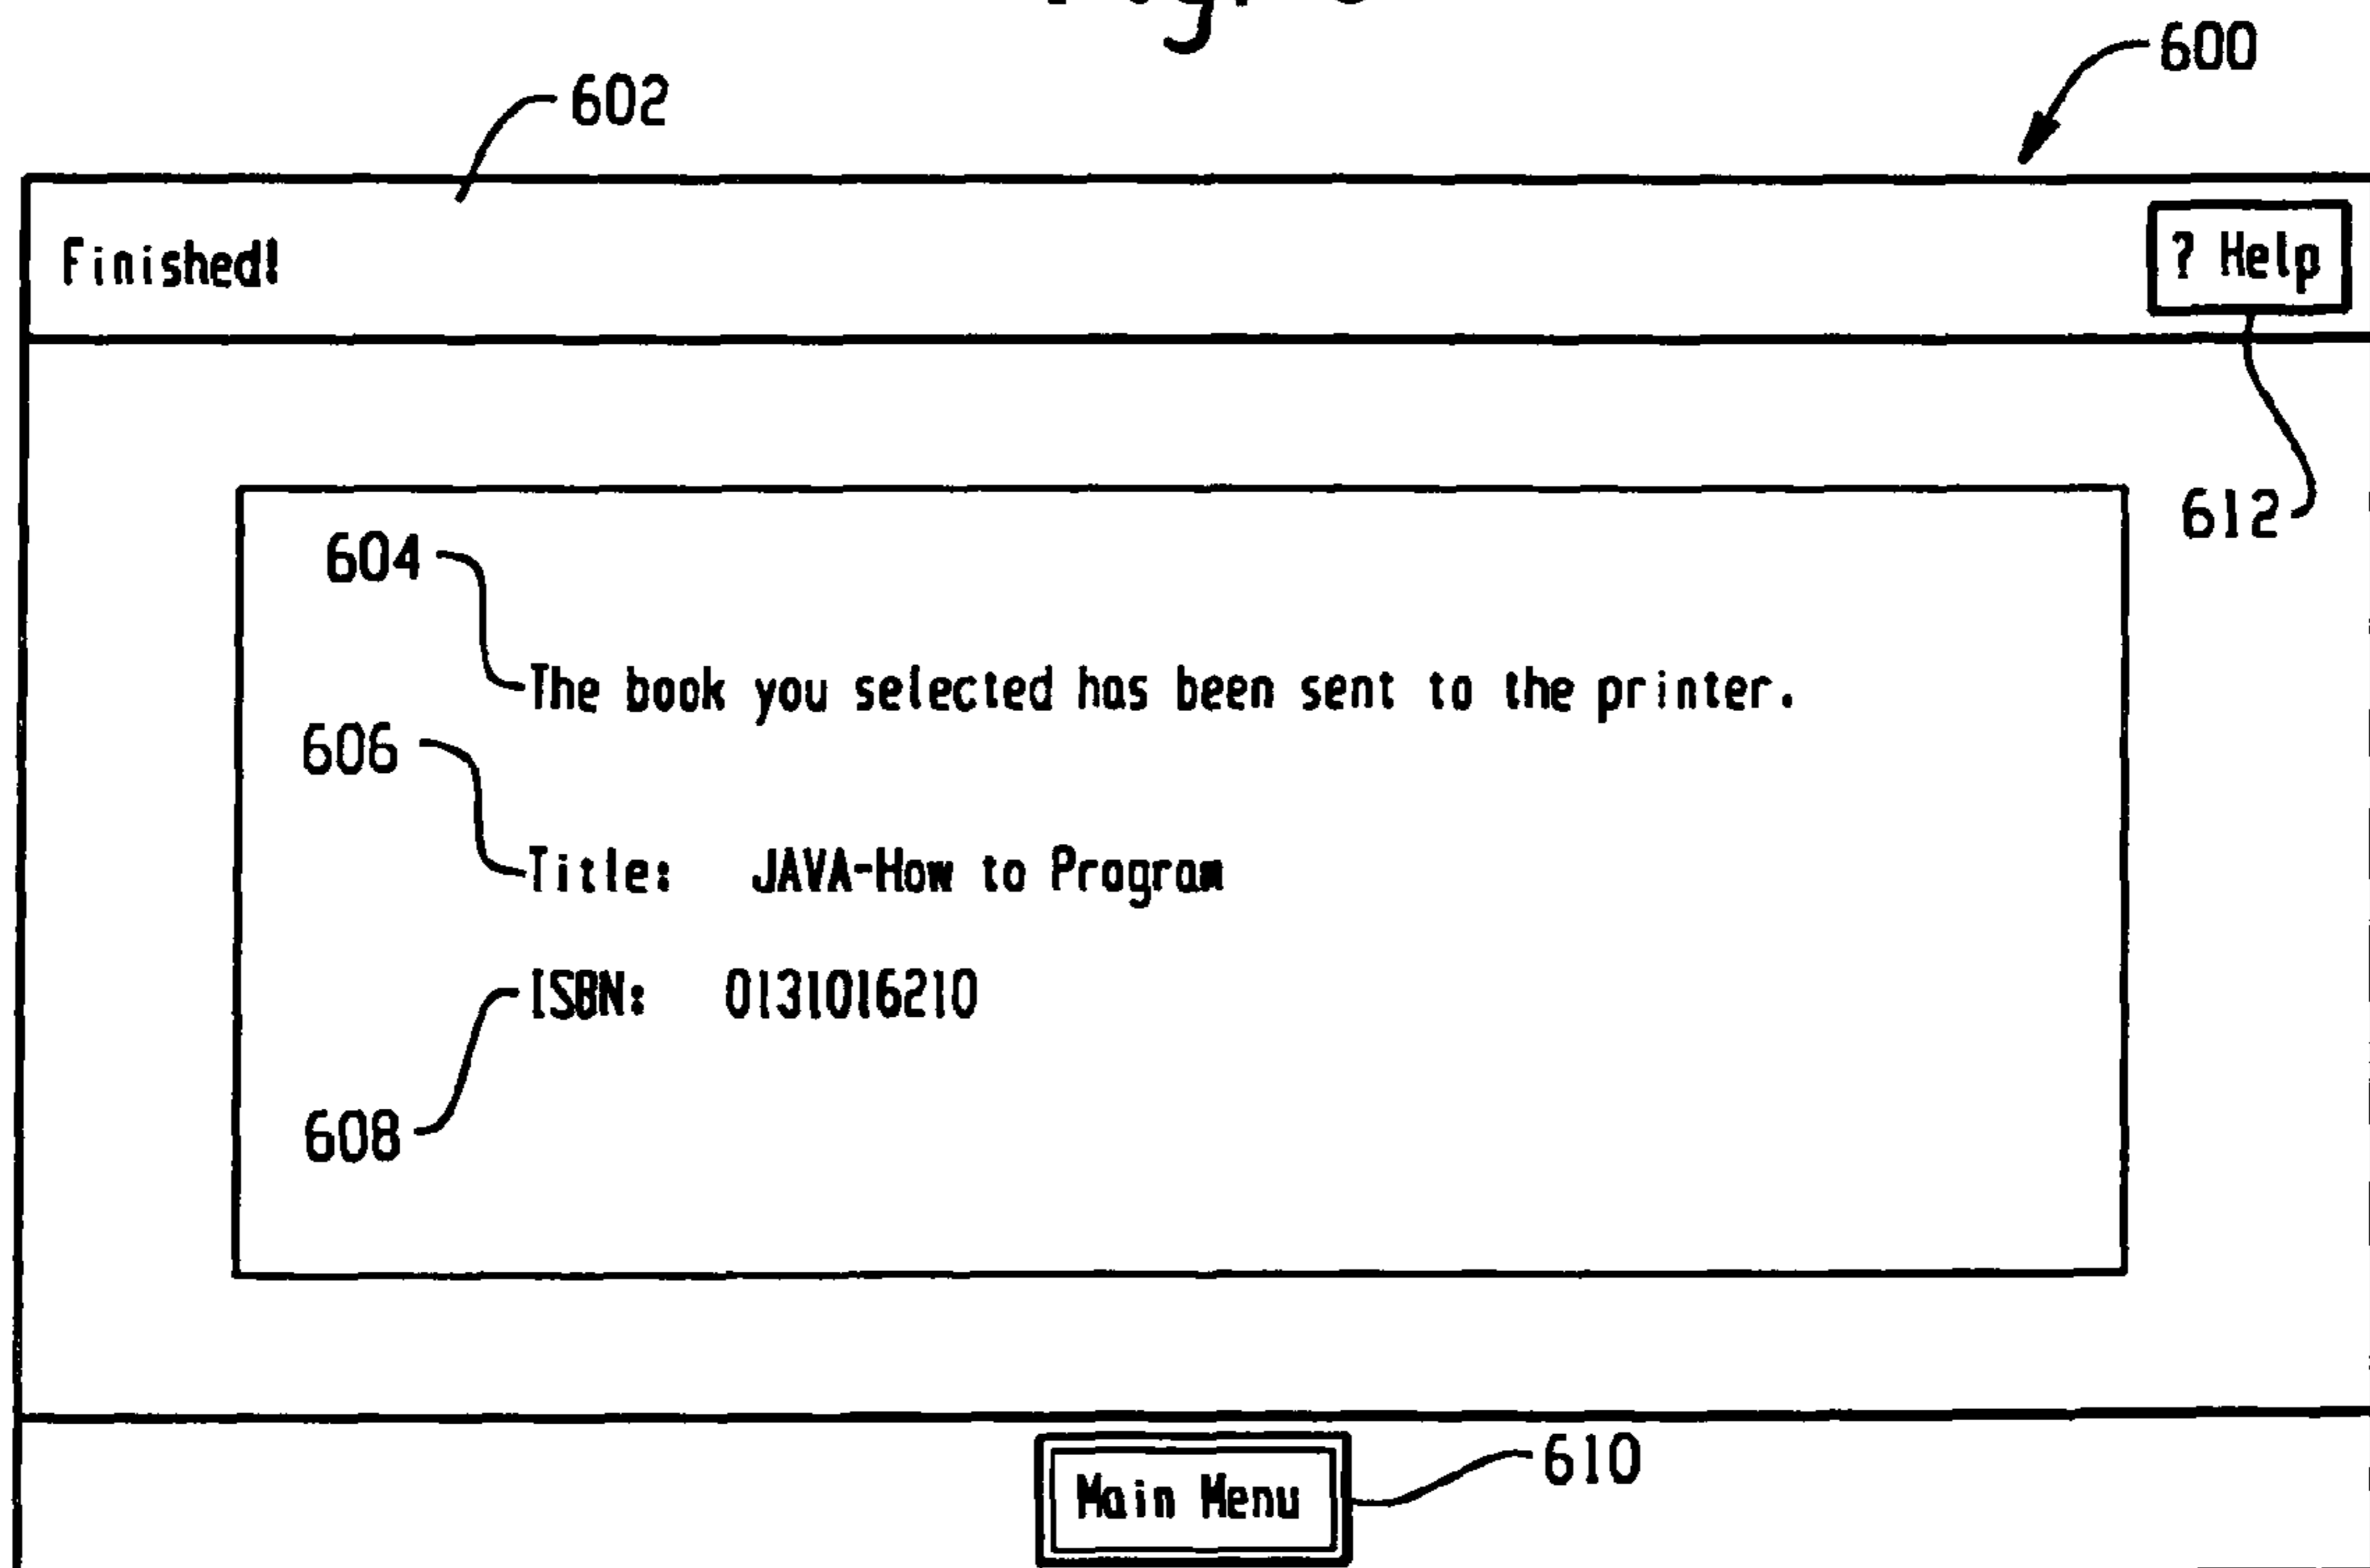 600
602
Finished!
? Help
612
604
The book you selected has been sent to the printer.
606
Title: JAVA-How to Program
ISBN: 0131016210
608
610
Main Menu